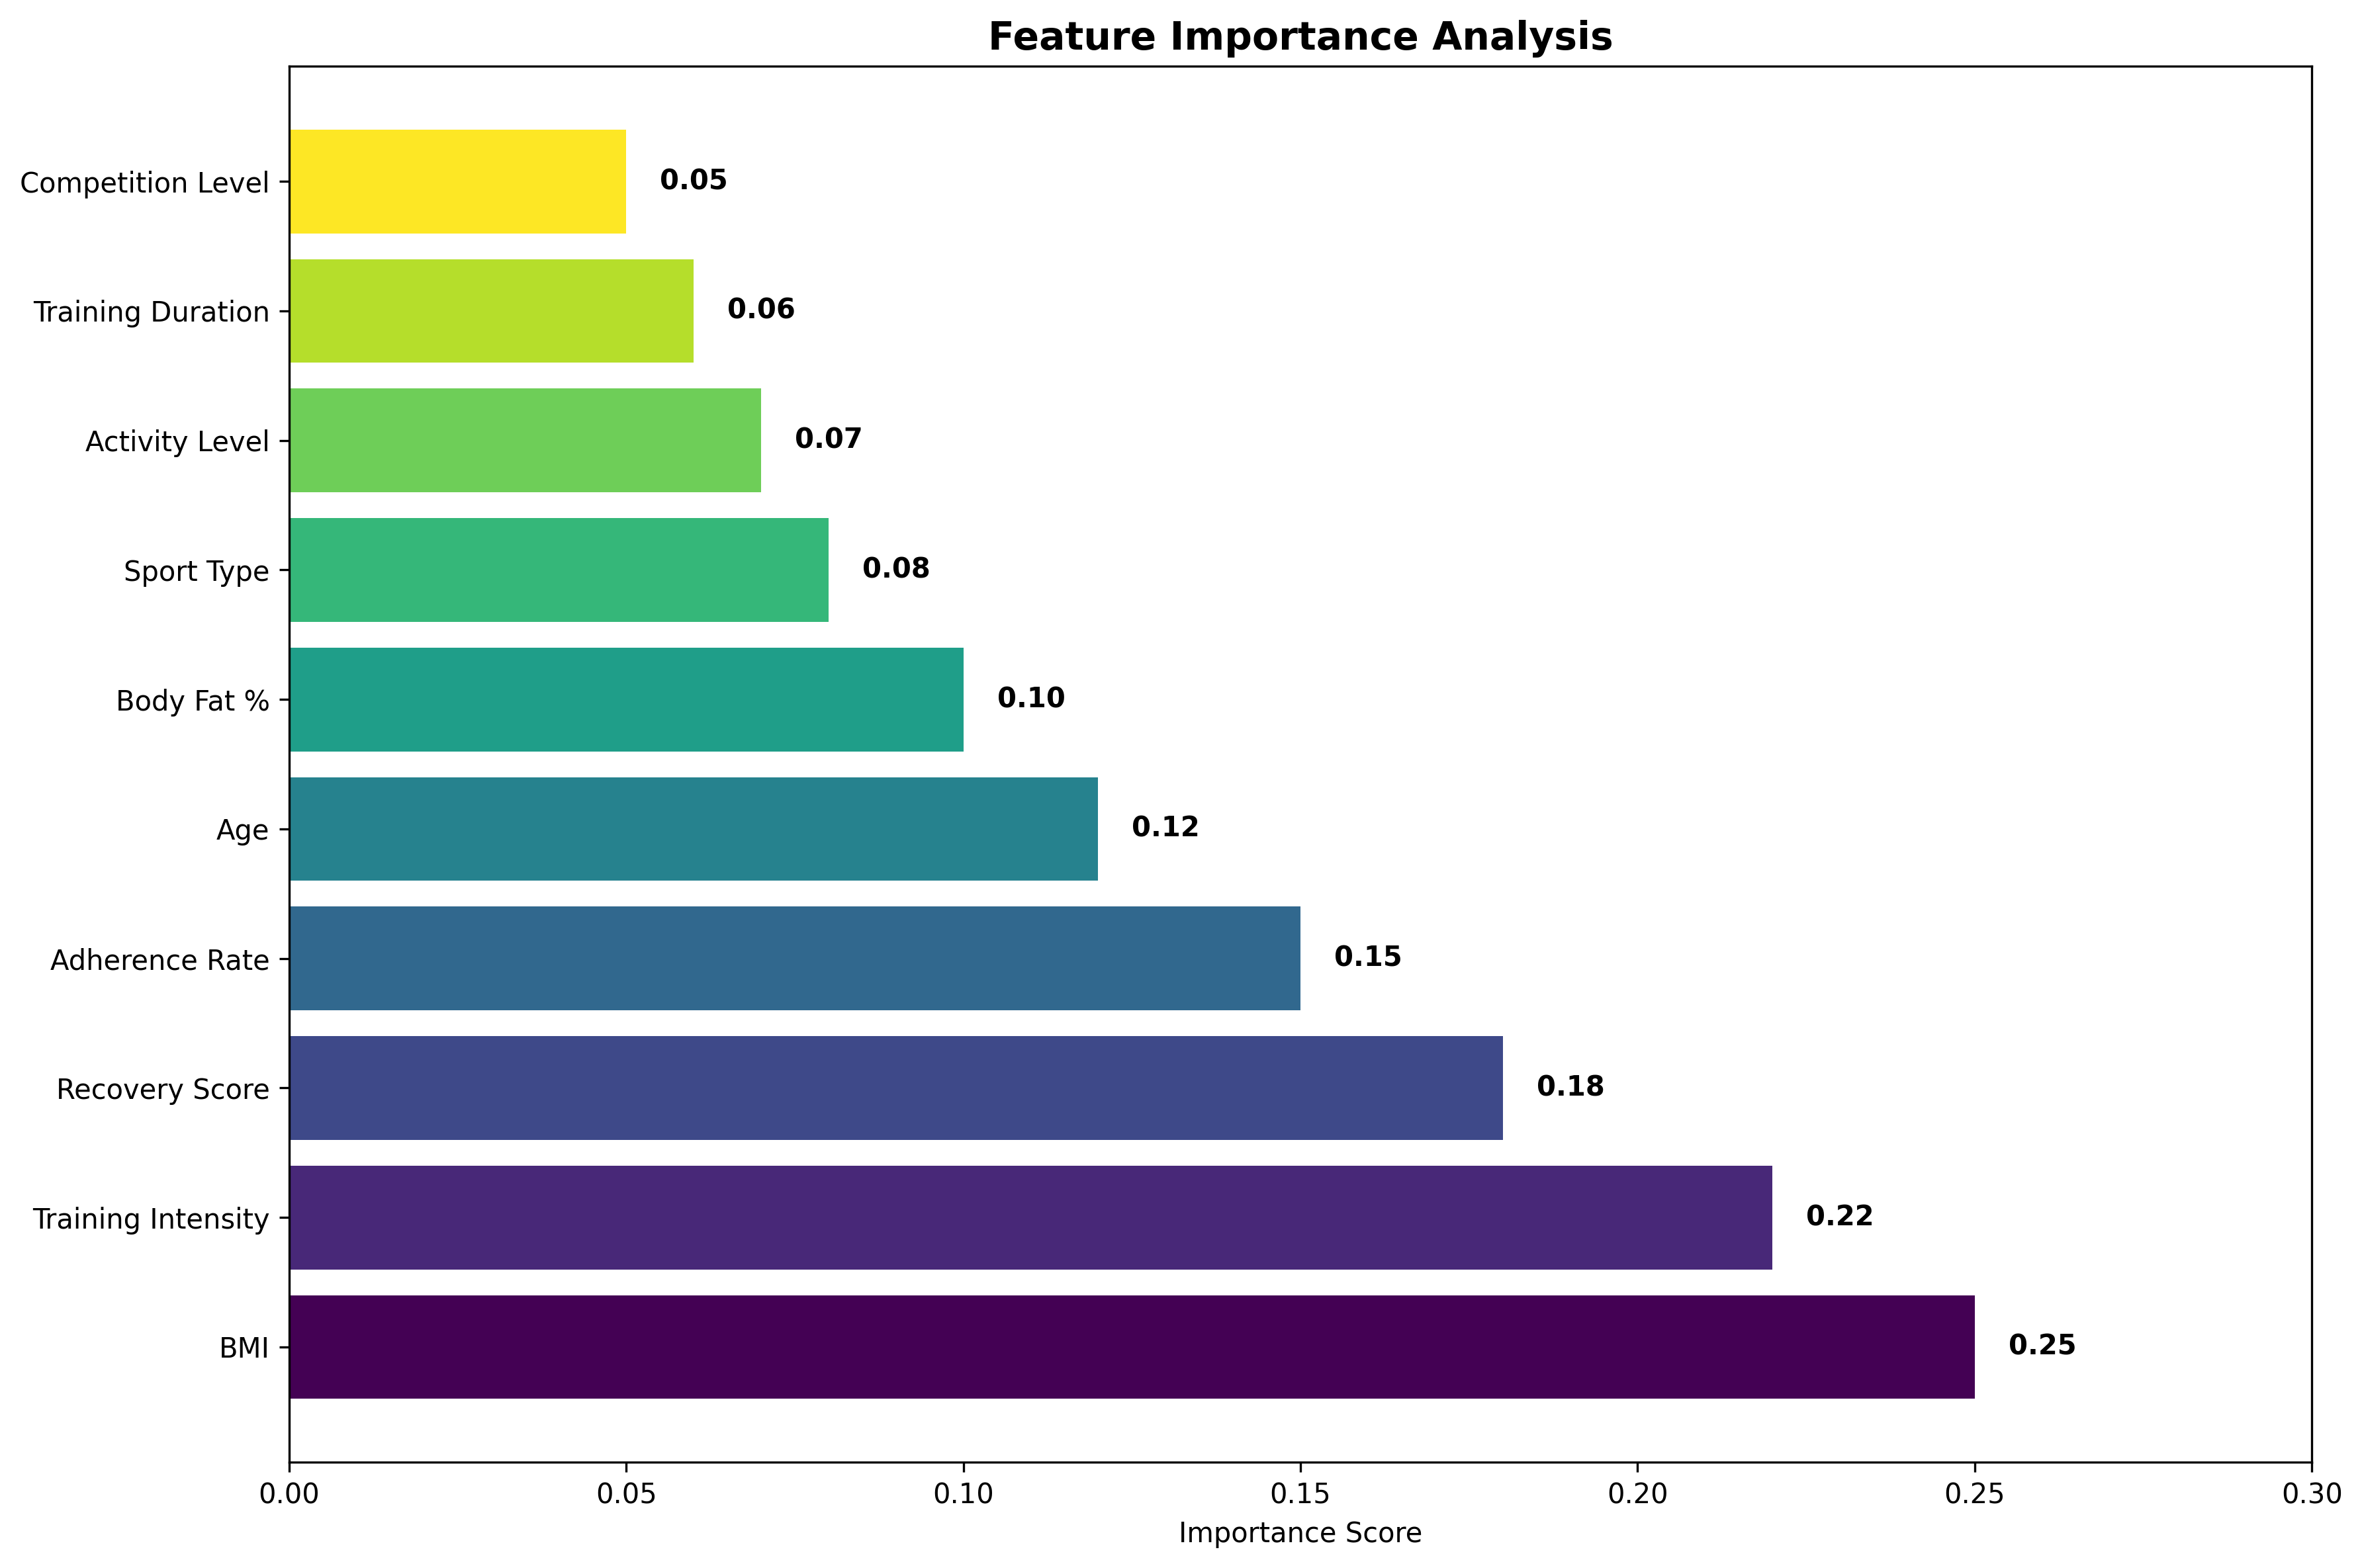 Feature Importance Analysis
Competition Level 0.05
Training Duration 0.06
Activity Level 0.07
Sport Type 0.08
Body Fat % 0.10
Age 0.12
Adherence Rate 0.15
Recovery Score 0.18
Training Intensity 0.22
BMI 0.25
0.00 0.05 0.10 0.15 0.20 0.25 0.30
Importance Score